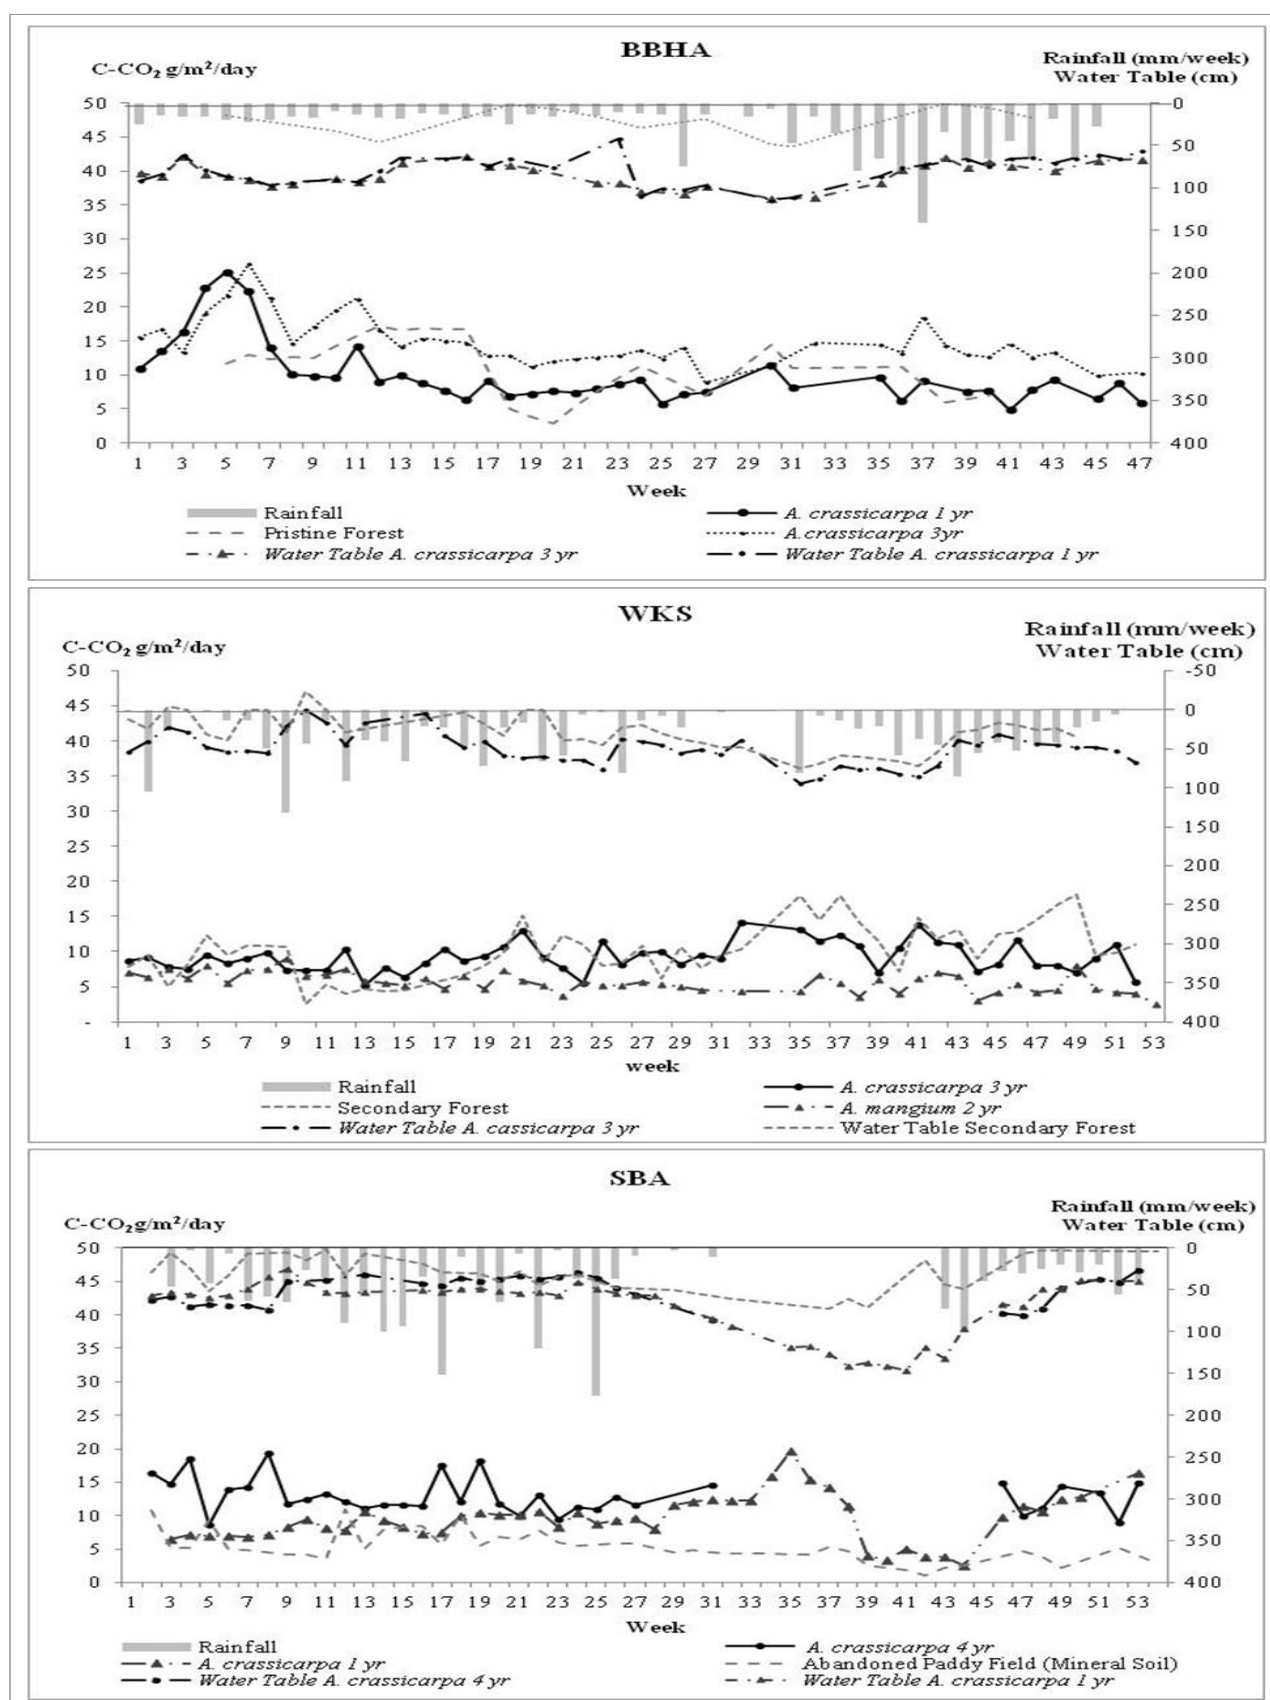 BBHA
C-CO₂ g/m²/day
Rainfall (mm/week)
Water Table (cm)
50 0
45 50
40
35 100
30 150
25 200
20 250
15 300
10
5 350
0 400
1 3 5 7 9 11 13 15 17 19 21 23 25 27 29 31 33 35 37 39 41 43 45 47
Week
Rainfall A. crassicarpa 1 yr
Pristine Forest A.crassicarpa 3yr
Water Table A. crassicarpa 3 yr Water Table A. crassicarpa 1 yr
WKS
C-CO₂ g/m²/day
Rainfall (mm/week)
Water Table (cm)
50 -50
45 0
40 50
35 100
30 150
25 200
20 250
15
10 300
5 350
- 400
1 3 5 7 9 11 13 15 17 19 21 23 25 27 29 31 33 35 37 39 41 43 45 47 49 51 53
week
Rainfall A. crassicarpa 3 yr
Secondary Forest A. mangium 2 yr
Water Table A. cassicarpa 3 yr Water Table Secondary Forest
SBA
C-CO₂g/m²/day
Rainfall (mm/week)
Water Table (cm)
50 0
45 50
40 100
35
30 150
25 200
20 250
15 300
10
5 350
0 400
1 3 5 7 9 11 13 15 17 19 21 23 25 27 29 31 33 35 37 39 41 43 45 47 49 51 53
Week
Rainfall A. crassicarpa 4 yr
A. crassicarpa 1 yr Abandoned Paddy Field (Mineral Soil)
Water Table A. crassicarpa 4 yr Water Table A. crassicarpa 1 yr